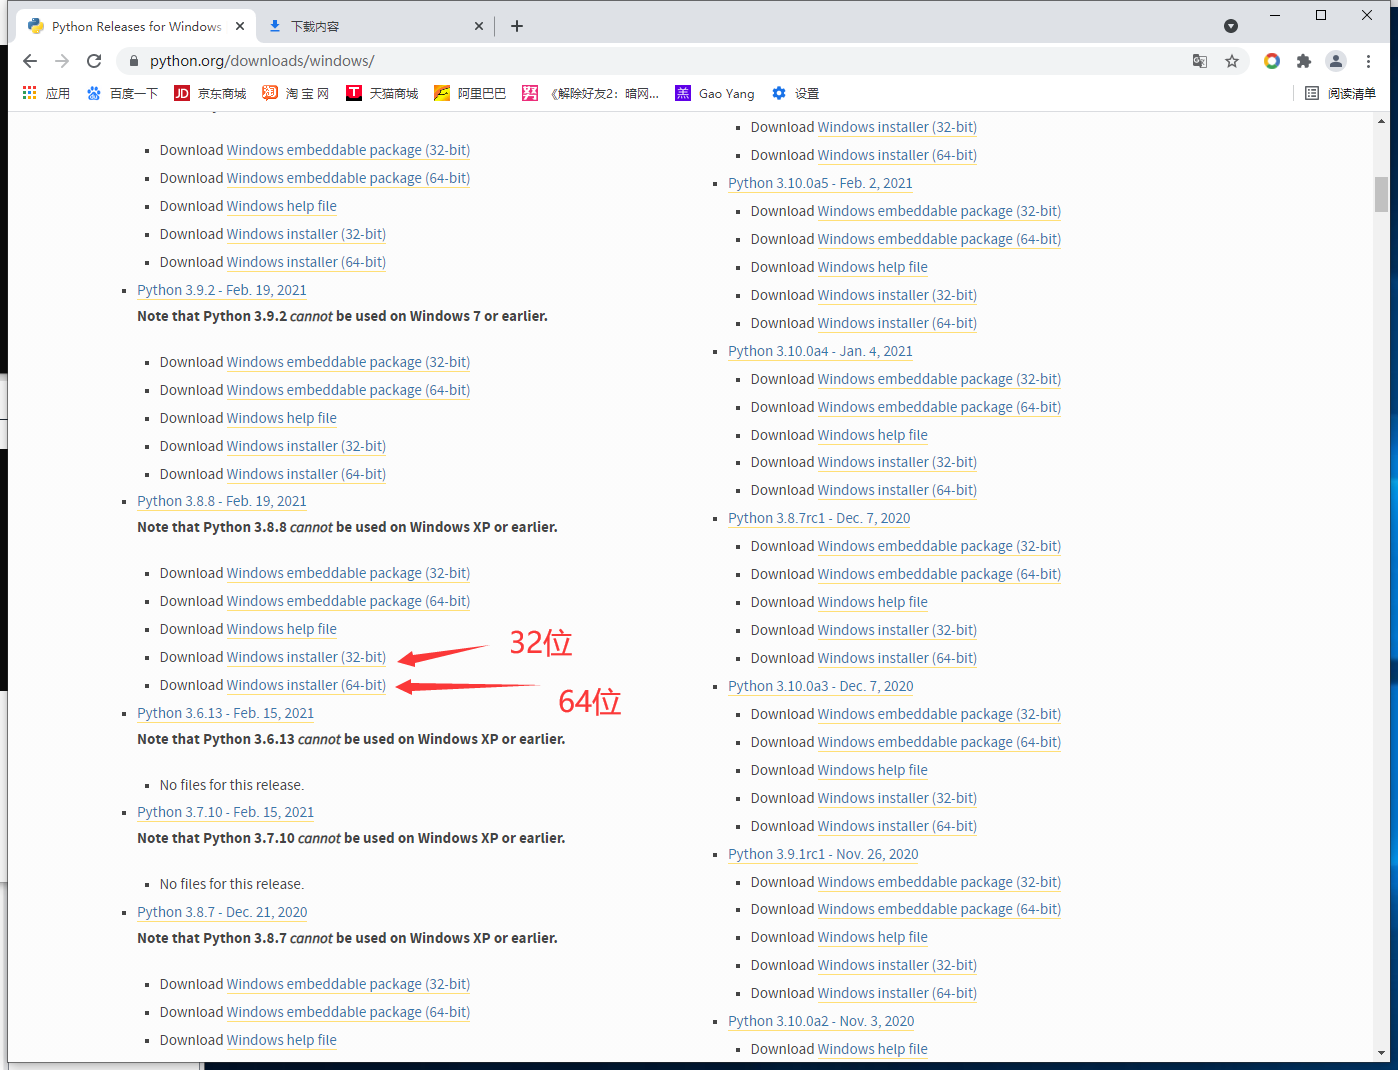 Python Releases for Windows
下载内容
python.org/downloads/windows/
应用
百度一下
JD
京东商城
淘
淘 宝 网
T
天猫商城
阿里巴巴
《解除好友2：暗网...
羔
Gao Yang
设置
阅读清单
Download Windows embeddable package (32-bit)
Download Windows embeddable package (64-bit)
Download Windows help file
Download Windows installer (32-bit)
Download Windows installer (64-bit)
Python 3.9.2 - Feb. 19, 2021
Note that Python 3.9.2 cannot be used on Windows 7 or earlier.
Download Windows embeddable package (32-bit)
Download Windows embeddable package (64-bit)
Download Windows help file
Download Windows installer (32-bit)
Download Windows installer (64-bit)
Python 3.8.8 - Feb. 19, 2021
Note that Python 3.8.8 cannot be used on Windows XP or earlier.
Download Windows embeddable package (32-bit)
Download Windows embeddable package (64-bit)
Download Windows help file
Download Windows installer (32-bit)
32位
Download Windows installer (64-bit)
64位
Python 3.6.13 - Feb. 15, 2021
Note that Python 3.6.13 cannot be used on Windows XP or earlier.
No files for this release.
Python 3.7.10 - Feb. 15, 2021
Note that Python 3.7.10 cannot be used on Windows XP or earlier.
No files for this release.
Python 3.8.7 - Dec. 21, 2020
Note that Python 3.8.7 cannot be used on Windows XP or earlier.
Download Windows embeddable package (32-bit)
Download Windows embeddable package (64-bit)
Download Windows help file
Download Windows installer (32-bit)
Download Windows installer (64-bit)
Python 3.10.0a5 - Feb. 2, 2021
Download Windows embeddable package (32-bit)
Download Windows embeddable package (64-bit)
Download Windows help file
Download Windows installer (32-bit)
Download Windows installer (64-bit)
Python 3.10.0a4 - Jan. 4, 2021
Download Windows embeddable package (32-bit)
Download Windows embeddable package (64-bit)
Download Windows help file
Download Windows installer (32-bit)
Download Windows installer (64-bit)
Python 3.8.7rc1 - Dec. 7, 2020
Download Windows embeddable package (32-bit)
Download Windows embeddable package (64-bit)
Download Windows help file
Download Windows installer (32-bit)
Download Windows installer (64-bit)
Python 3.10.0a3 - Dec. 7, 2020
Download Windows embeddable package (32-bit)
Download Windows embeddable package (64-bit)
Download Windows help file
Download Windows installer (32-bit)
Download Windows installer (64-bit)
Python 3.9.1rc1 - Nov. 26, 2020
Download Windows embeddable package (32-bit)
Download Windows embeddable package (64-bit)
Download Windows help file
Download Windows installer (32-bit)
Download Windows installer (64-bit)
Python 3.10.0a2 - Nov. 3, 2020
Download Windows help file